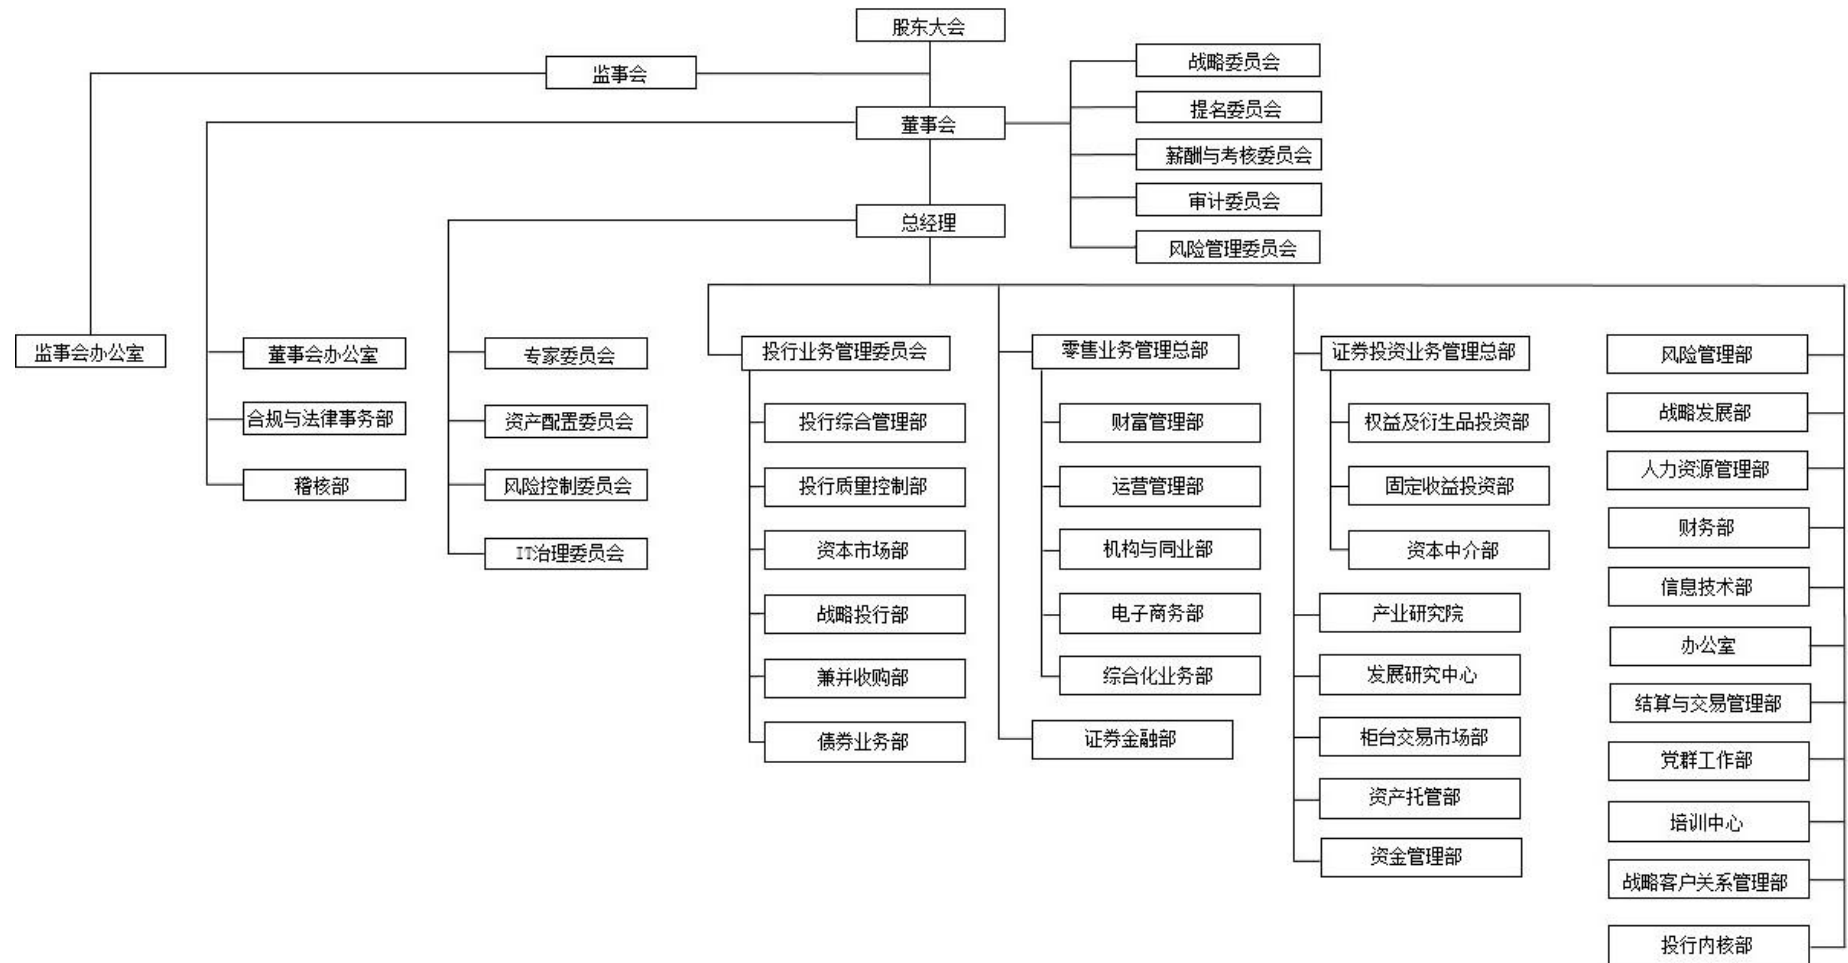 股东大会
监事会
战略委员会
提名委员会
董事会
薪酬与考核委员会
审计委员会
总经理
风险管理委员会
监事会办公室
董事会办公室
合规与法律事务部
稽核部
专家委员会
资产配置委员会
风险控制委员会
IT治理委员会
投行业务管理委员会
投行综合管理部
投行质量控制部
资本市场部
战略投行部
兼并收购部
债券业务部
零售业务管理总部
财富管理部
运营管理部
机构与同业部
电子商务部
综合化业务部
证券金融部
证券投资业务管理总部
权益及衍生品投资部
固定收益投资部
资本中介部
产业研究院
发展研究中心
柜台交易市场部
资产托管部
资金管理部
风险管理部
战略发展部
人力资源管理部
财务部
信息技术部
办公室
结算与交易管理部
党群工作部
培训中心
战略客户关系管理部
投行内核部